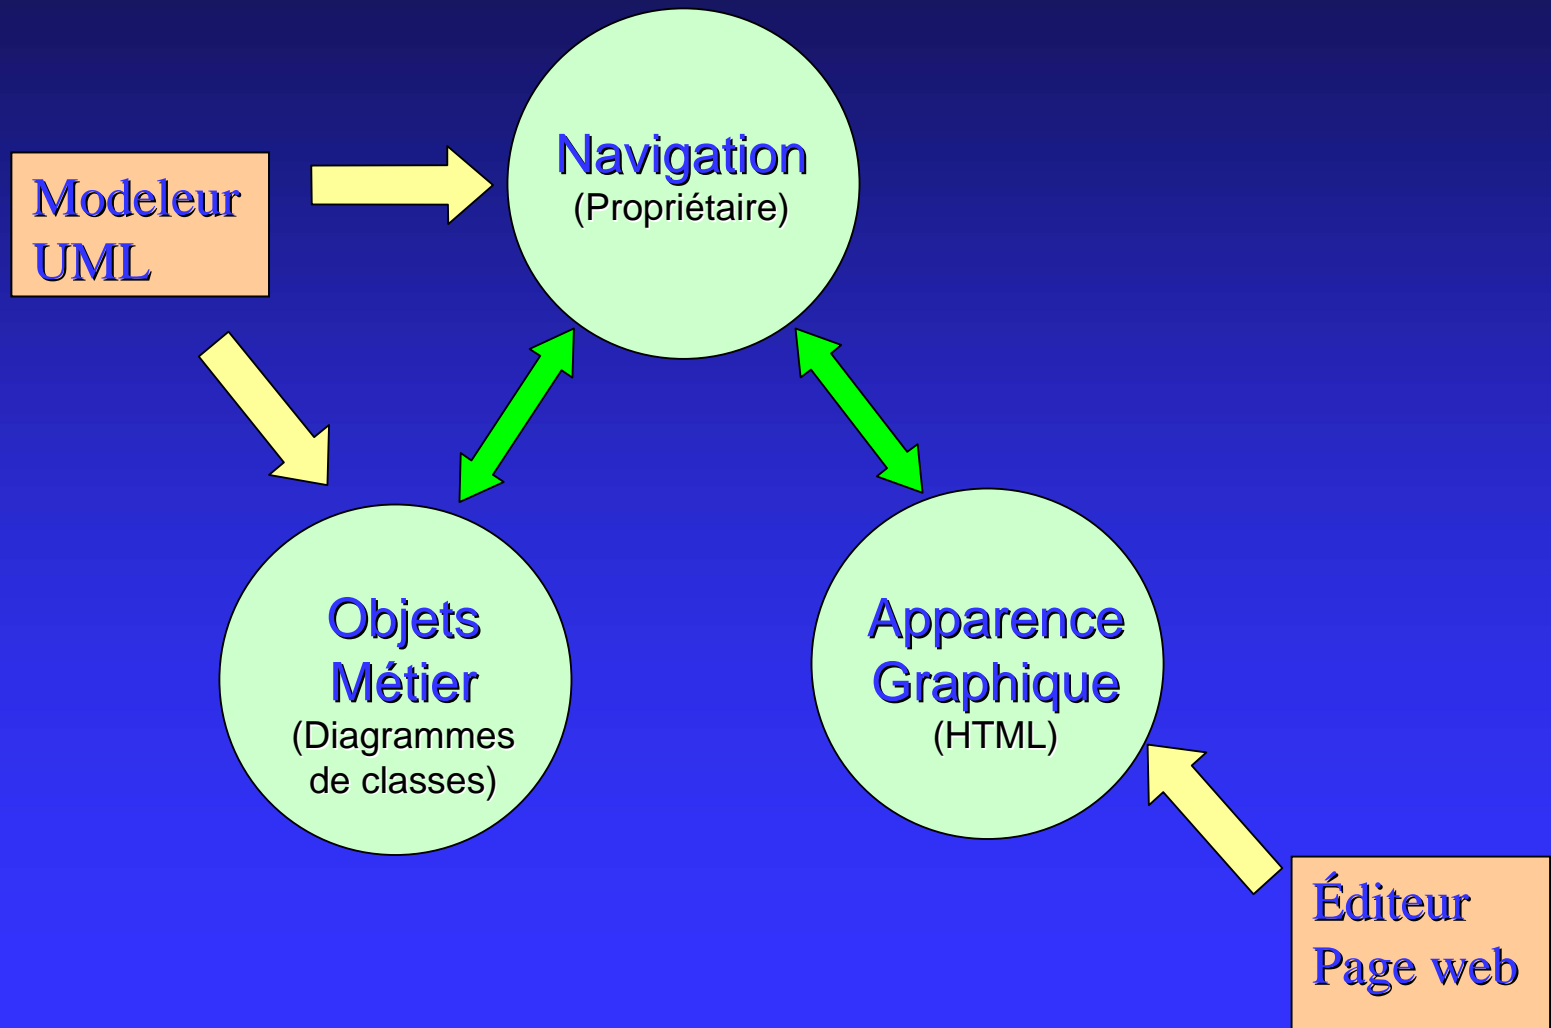 Navigation
(Propriétaire)
Modeleur
UML
Objets
Métier
(Diagrammes
de classes)
Apparence
Graphique
(HTML)
Éditeur
Page web